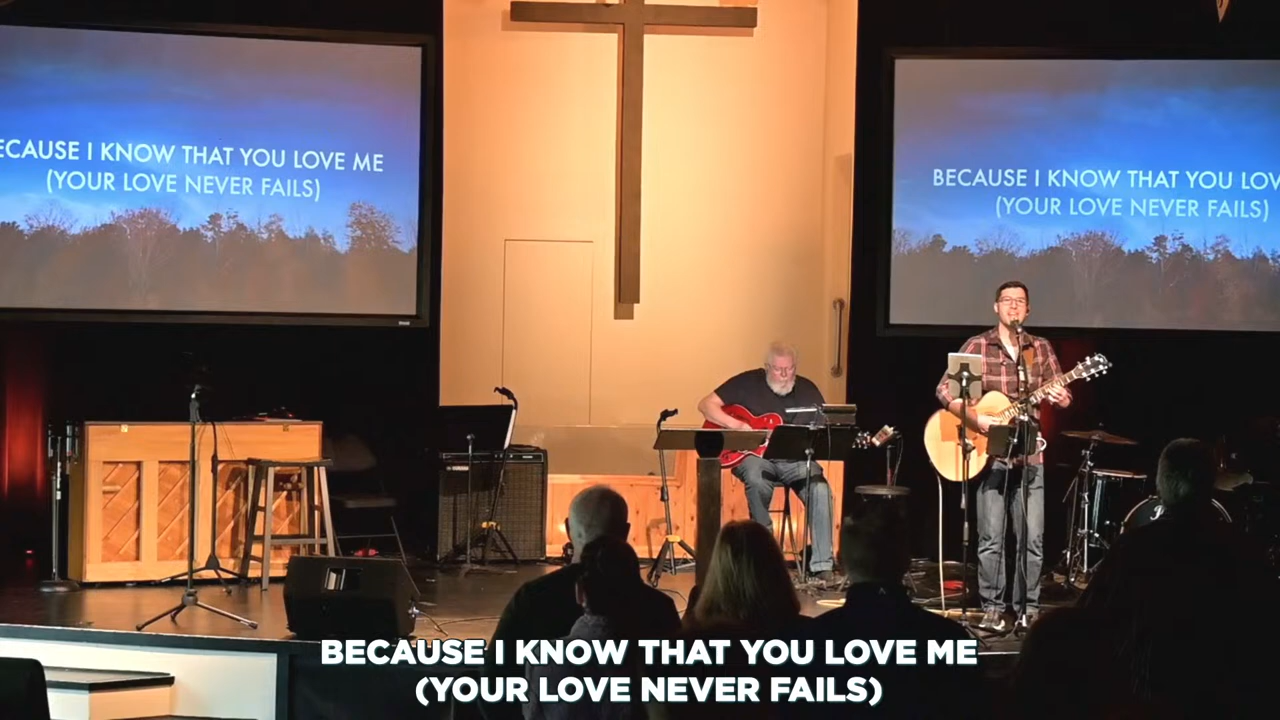 ECAUSE I KNOW THAT YOU LOVE ME
(YOUR LOVE NEVER FAILS)
BECAUSE I KNOW THAT YOU LOV
(YOUR LOVE NEVER FAILS)
BECAUSE I KNOW THAT YOU LOVE ME
(YOUR LOVE NEVER FAILS)